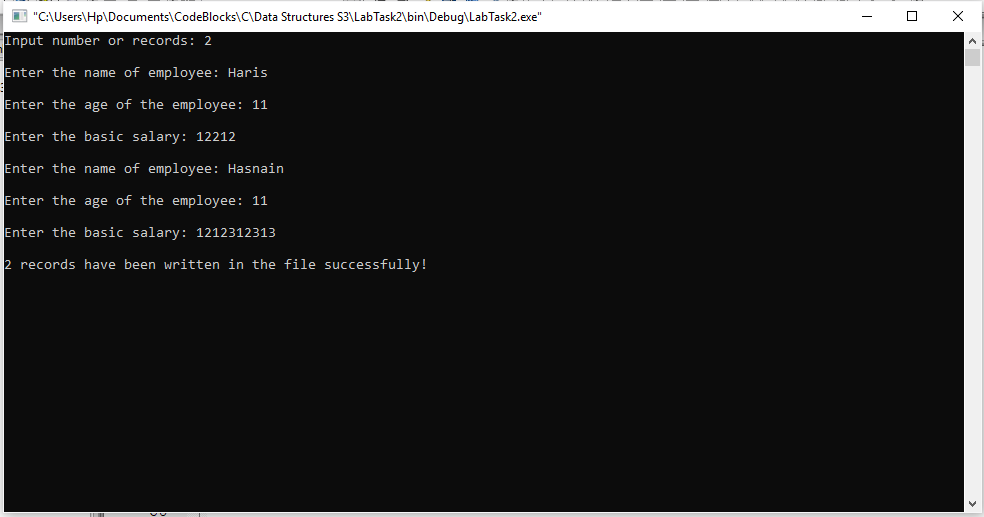 "C:\Users\Hp\Documents\CodeBlocks\C\Data Structures S3\LabTask2\bin\Debug\LabTask2.exe"
Input number or records: 2
Enter the name of employee: Haris
Enter the age of the employee: 11
Enter the basic salary: 12212
Enter the name of employee: Hasnain
Enter the age of the employee: 11
Enter the basic salary: 1212312313
2 records have been written in the file successfully!